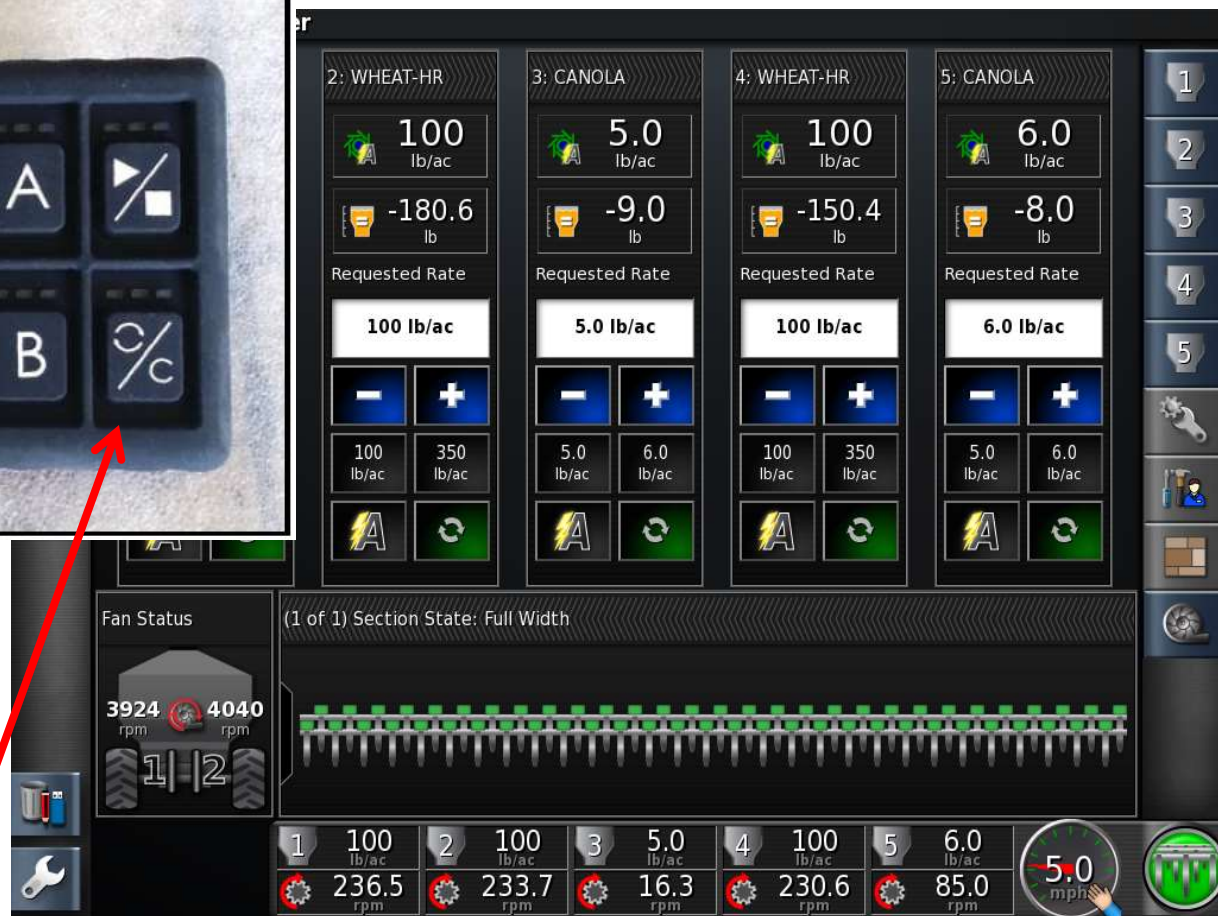 er
A
B
C
2: WHEAT-HR
100
lb/ac
-180.6
lb
Requested Rate
100 lb/ac
- +
100 350
lb/ac lb/ac
A
3: CANOLA
5.0
lb/ac
-9.0
lb
Requested Rate
5.0 lb/ac
- +
5.0 6.0
lb/ac lb/ac
A
4: WHEAT-HR
100
lb/ac
-150.4
lb
Requested Rate
100 lb/ac
- +
100 350
lb/ac lb/ac
A
5: CANOLA
6.0
lb/ac
-8.0
lb
Requested Rate
6.0 lb/ac
- +
5.0 6.0
lb/ac lb/ac
A
1
2
3
4
5
Fan Status
3924 4040
rpm rpm
1 2
(1 of 1) Section State: Full Width
1 100 2 100 3 5.0 4 100 5 6.0
lb/ac lb/ac lb/ac lb/ac lb/ac
236.5 233.7 16.3 230.6 85.0
rpm rpm rpm rpm rpm
5.0
mph